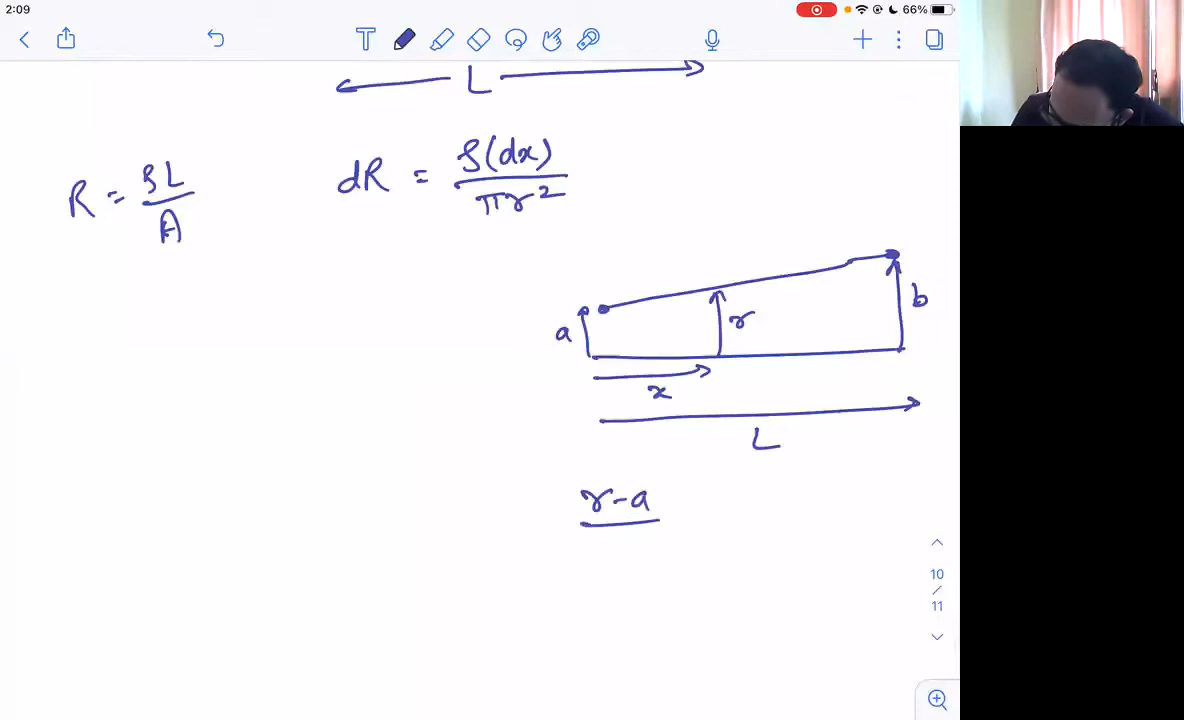 2:09
66%
T
L
R = ρL / A
dR = ρ(dx) / πr²
a
r
b
x
L
r-a
10
/
11